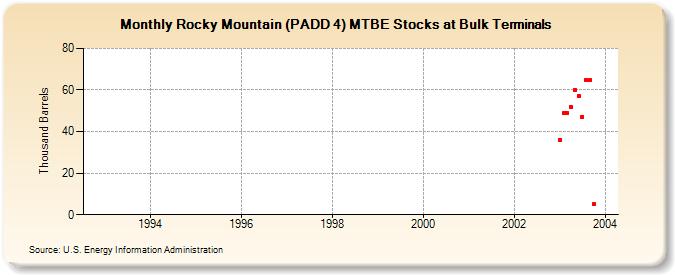 Monthly Rocky Mountain (PADD 4) MTBE Stocks at Bulk Terminals
Thousand Barrels
80
60
40
20
0
1994 1996 1998 2000 2002 2004
Source: U.S. Energy Information Administration